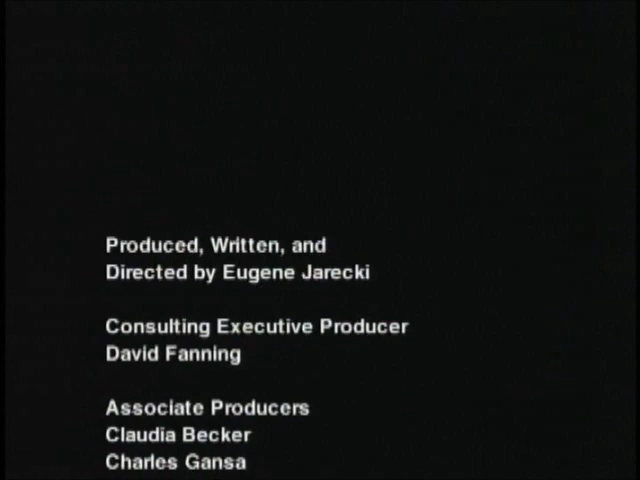 Produced, Written, and
Directed by Eugene Jarecki
Consulting Executive Producer
David Fanning
Associate Producers
Claudia Becker
Charles Gansa